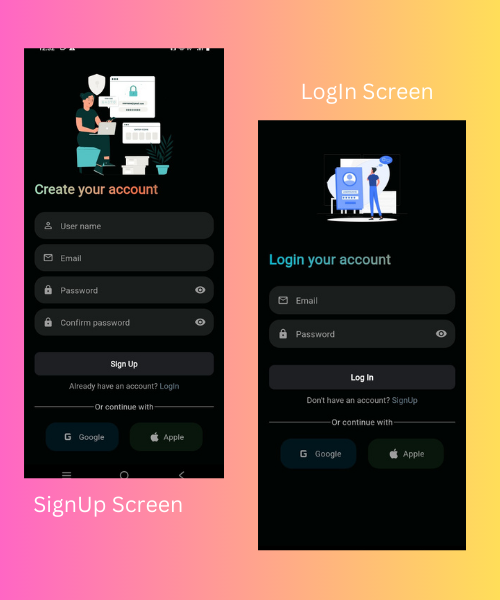 Create your account
User name
Email
Password
Confirm password
Sign Up
Already have an account? LogIn
Or continue with
G Google
Apple
SignUp Screen
LogIn Screen
Login your account
Email
Password
Log In
Don't have an account? SignUp
Or continue with
G Google
Apple